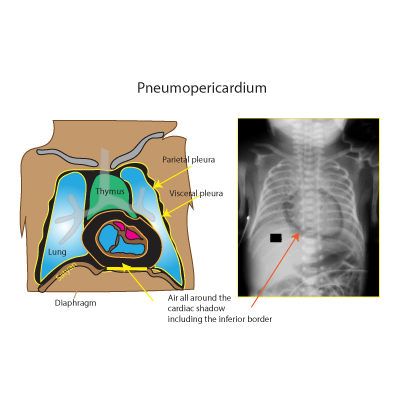 Pneumopericardium
Parietal pleura
Thymus
Visceral pleura
Lung
Diaphragm
Air all around the
cardiac shadow
including the inferior border